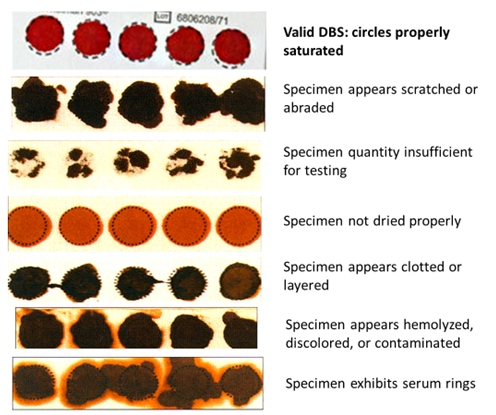 LOT 6806208/71
Valid DBS: circles properly
saturated
Specimen appears scratched or
abraded
Specimen quantity insufficient
for testing
Specimen not dried properly
Specimen appears clotted or
layered
Specimen appears hemolyzed,
discolored, or contaminated
Specimen exhibits serum rings